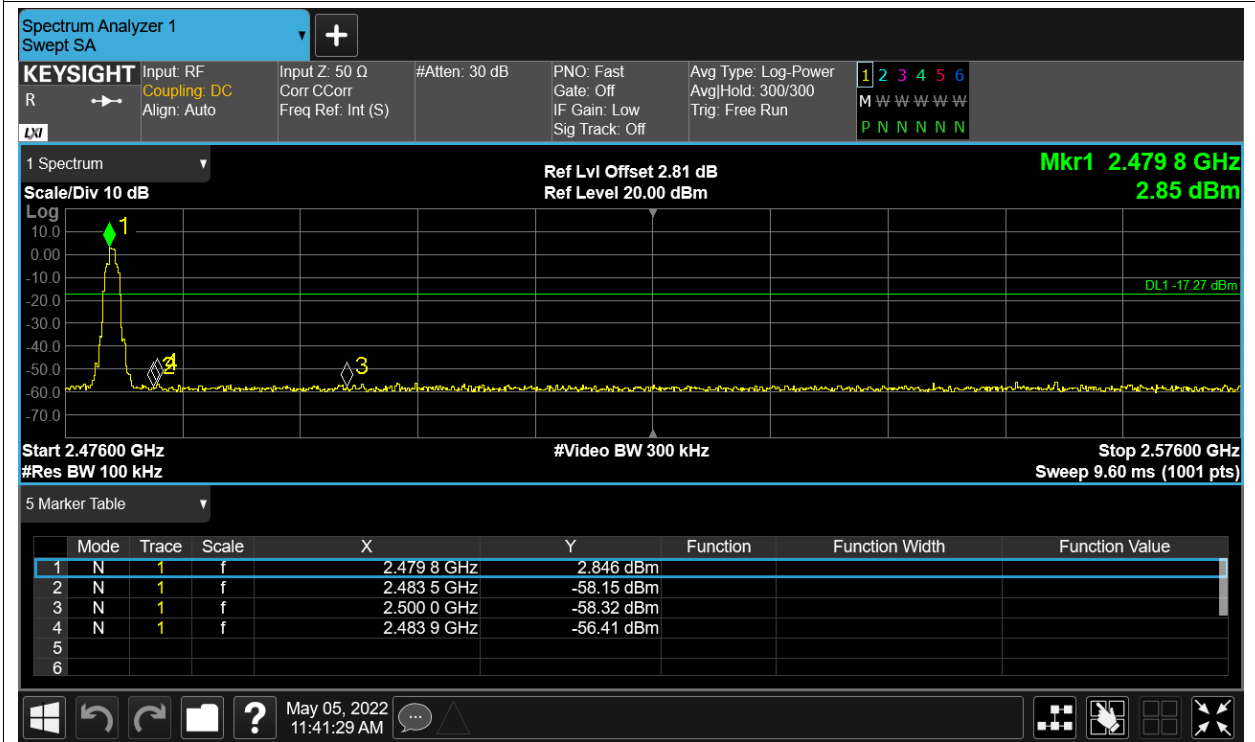 Spectrum Analyzer 1
Swept SA
KEYSIGHT
R
LXI
Input: RF
Coupling: DC
Align: Auto
Input Z: 50 Ω
Corr CCorr
Freq Ref: Int (S)
#Atten: 30 dB
PNO: Fast
Gate: Off
IF Gain: Low
Sig Track: Off
Avg Type: Log-Power
Avg|Hold: 300/300
Trig: Free Run
1 2 3 4 5 6
M W W W W W
P N N N N N
1 Spectrum
Scale/Div 10 dB
Ref Lvl Offset 2.81 dB
Ref Level 20.00 dBm
Mkr1 2.479 8 GHz
2.85 dBm
Log
10.0
0.00
-10.0
-20.0
-30.0
-40.0
-50.0
-60.0
-70.0
1
2
4
3
DL1 -17.27 dBm
Start 2.47600 GHz
#Video BW 300 kHz
Stop 2.57600 GHz
#Res BW 100 kHz
Sweep 9.60 ms (1001 pts)
5 Marker Table
Mode Trace Scale X Y Function Function Width Function Value
1 N 1 f 2.479 8 GHz 2.846 dBm
2 N 1 f 2.483 5 GHz -58.15 dBm
3 N 1 f 2.500 0 GHz -58.32 dBm
4 N 1 f 2.483 9 GHz -56.41 dBm
5
6
?
May 05, 2022
11:41:29 AM